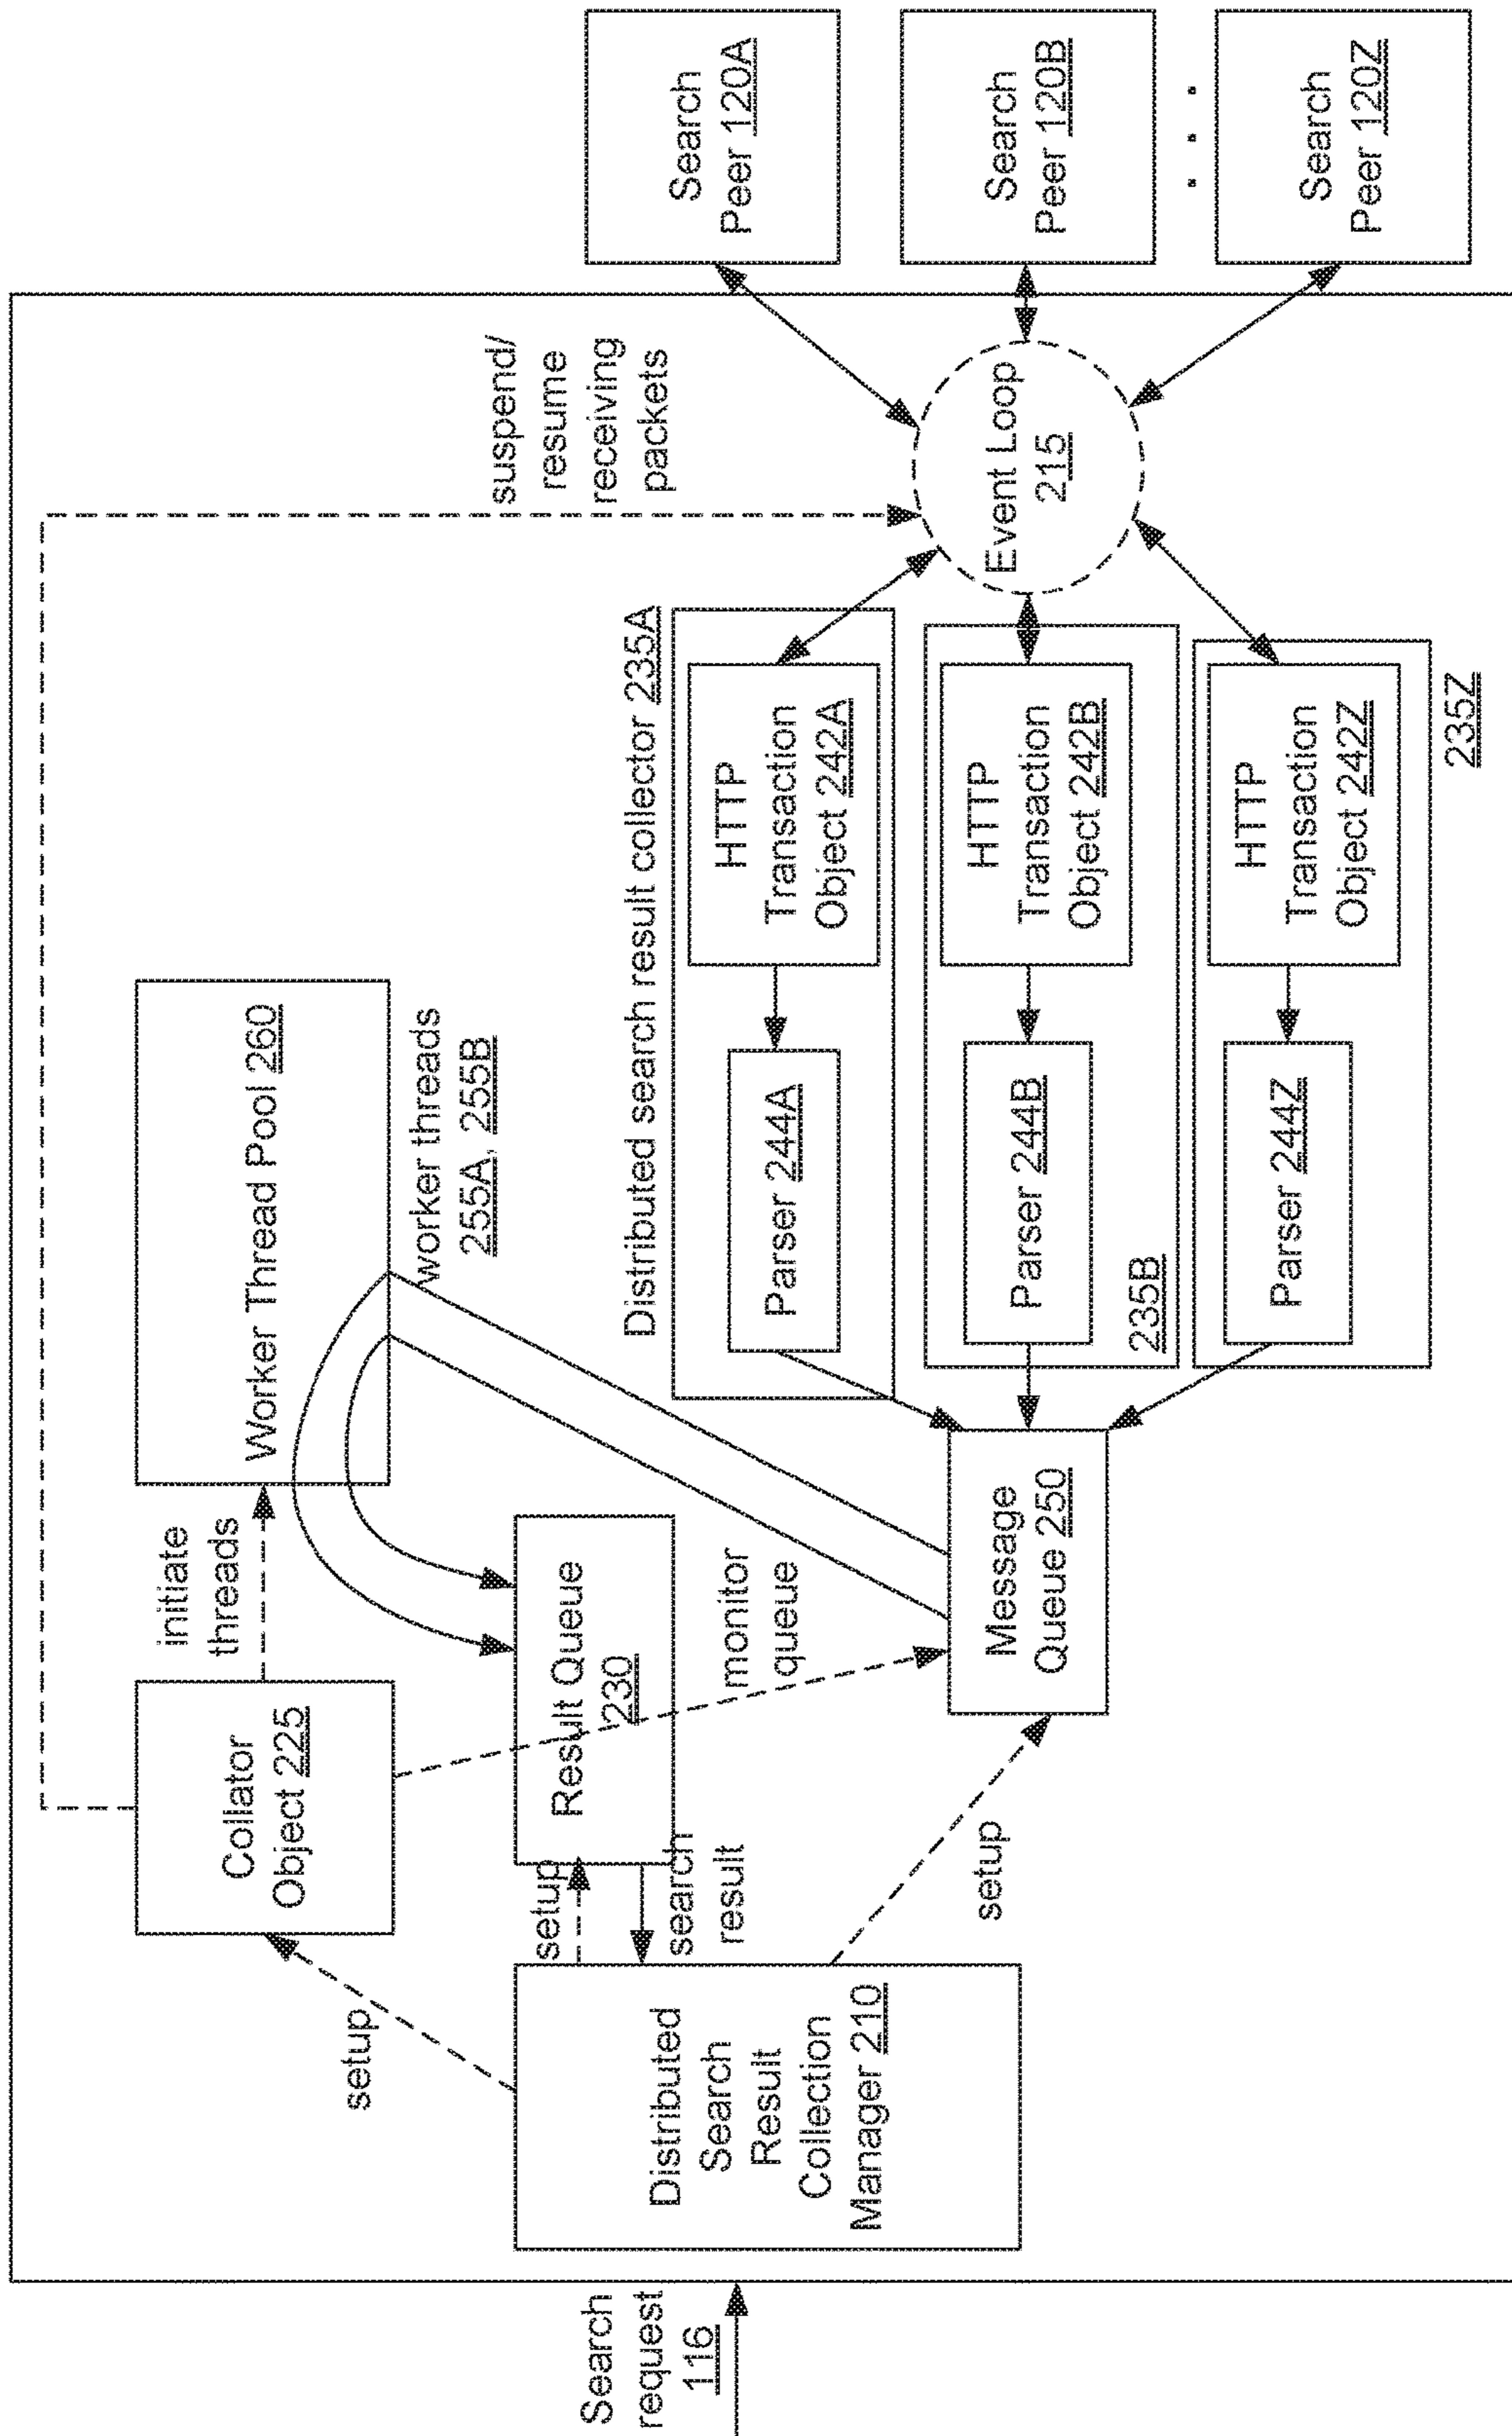 Search
request
116
setup
Distributed
Search
Result
Collection
Manager 210
Collator
Object 225
setup
search
result
setup
initiate
threads
Result Queue
230
monitor
queue
Message
Queue 250
Worker Thread Pool 260
worker threads
255A, 255B
Distributed search result collector 235A
Parser 244A
HTTP
Transaction
Object 242A
Parser 244B
235B
HTTP
Transaction
Object 242B
Parser 244Z
HTTP
Transaction
Object 242Z
235Z
suspend/
resume
receiving
packets
Event Loop
215
Search
Peer 120A
Search
Peer 120B
Search
Peer 120Z